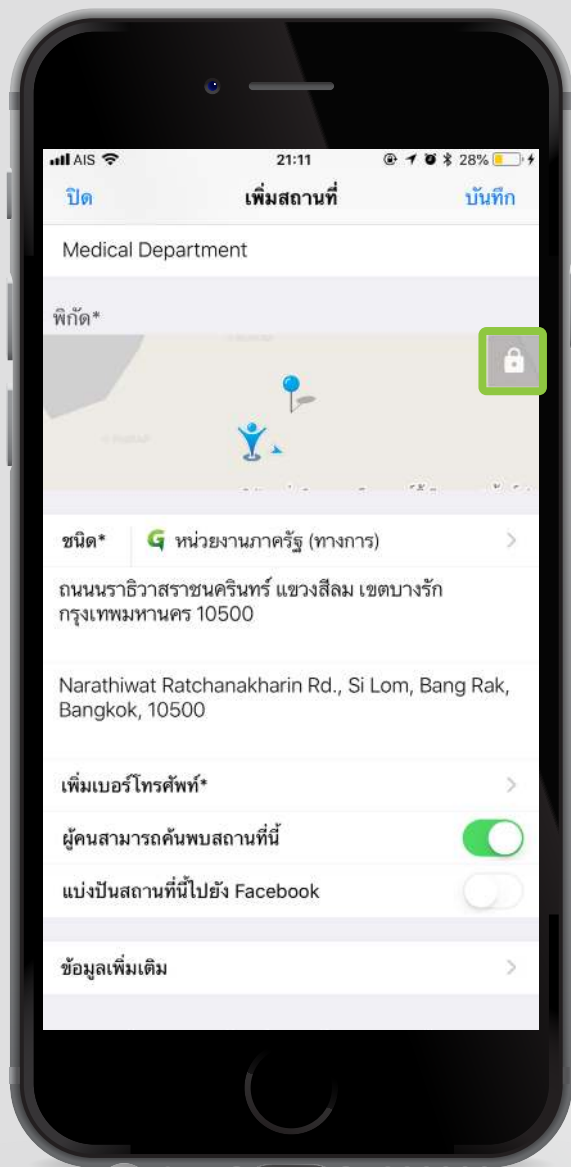 AIS 21:11 28%
ปิด เพิ่มสถานที่ บันทึก
Medical Department
พิกัด*
ชนิด* หน่วยงานภาครัฐ (ทางการ)
ถนนนราธิวาสราชนครินทร์ แขวงสีลม เขตบางรัก
กรุงเทพมหานคร 10500
Narathiwat Ratchanakharin Rd., Si Lom, Bang Rak,
Bangkok, 10500
เพิ่มเบอร์โทรศัพท์*
ผู้คนสามารถค้นพบสถานที่นี้
แบ่งปันสถานที่นี้ไปยัง Facebook
ข้อมูลเพิ่มเติม